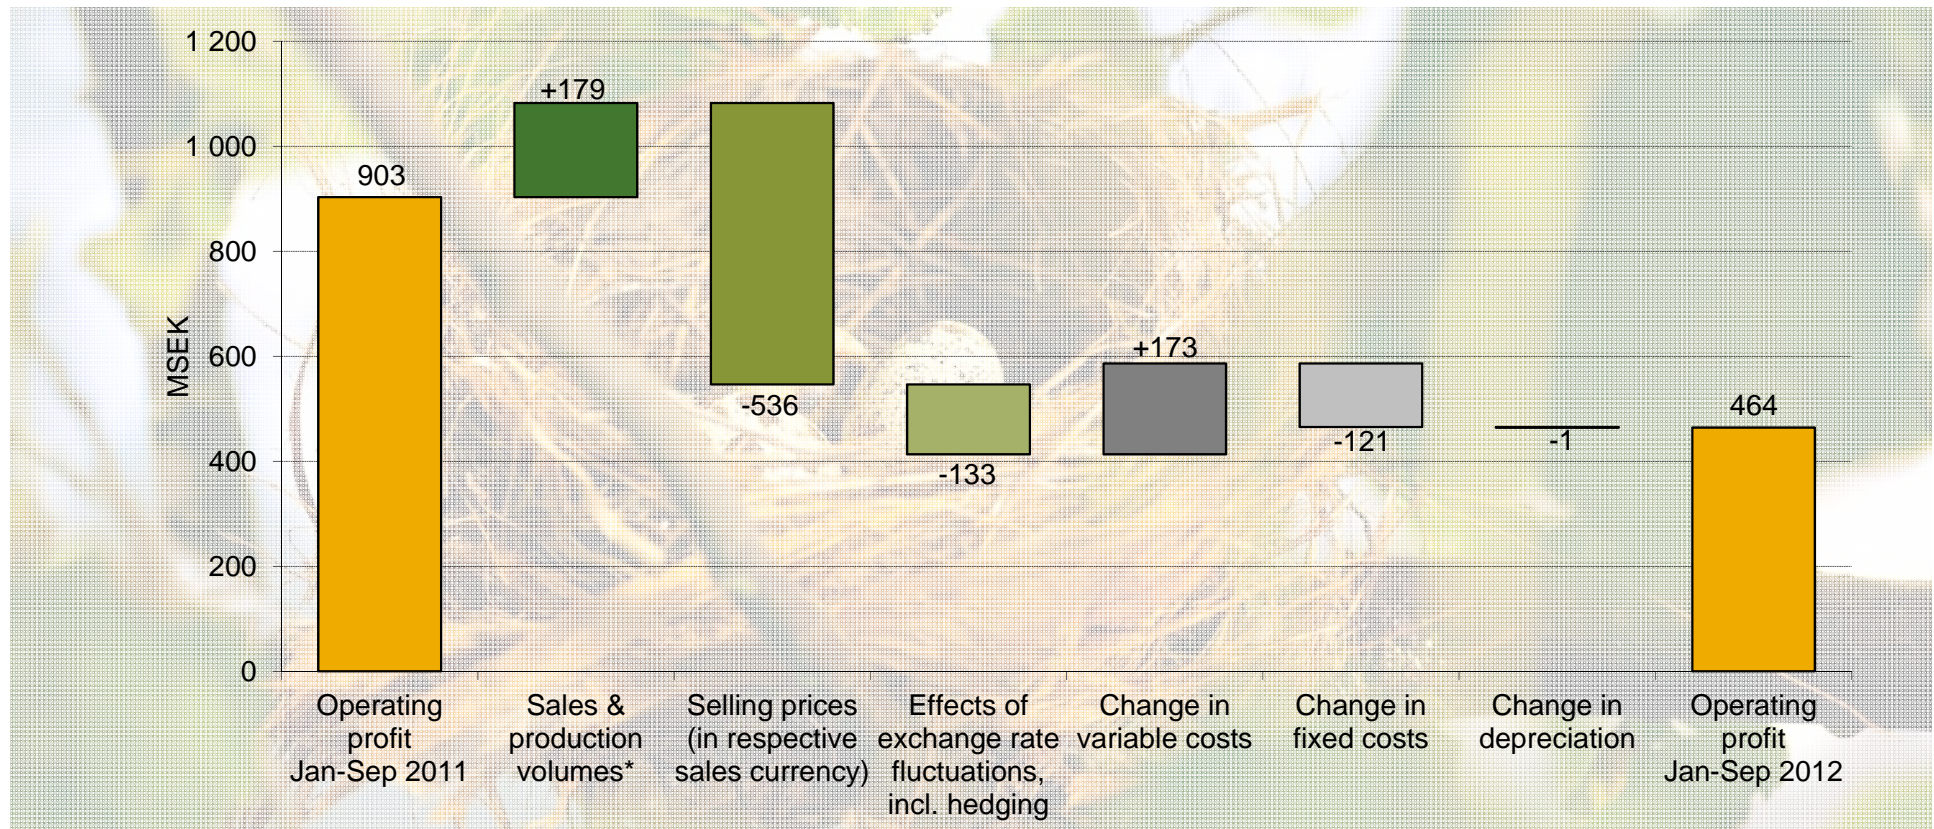 MSEK
1 200
1 000
800
600
400
200
0
903
+179
-536
-133
+173
-121
-1
464
Operating
profit
Jan-Sep 2011
Sales &
production
volumes*
Selling prices
(in respective
sales currency)
Effects of
exchange rate
fluctuations,
incl. hedging
Change in
variable costs
Change in
fixed costs
Change in
depreciation
Operating
profit
Jan-Sep 2012